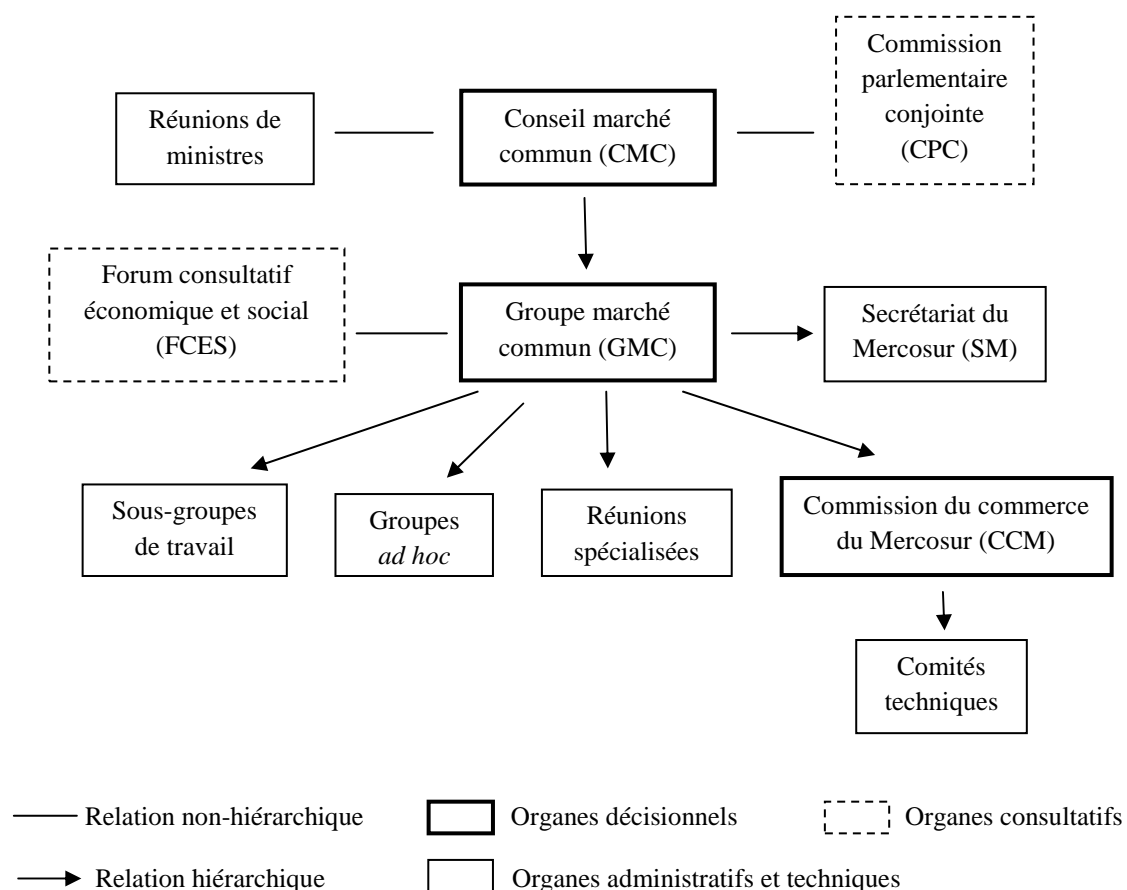 Commission
parlementaire
conjointe
(CPC)
Réunions de
ministres
Conseil marché
commun (CMC)
Forum consultatif
économique et social
(FCES)
Groupe marché
commun (GMC)
Secrétariat du
Mercosur (SM)
Sous-groupes
de travail
Groupes
ad hoc
Réunions
spécialisées
Commission du commerce
du Mercosur (CCM)
Comités
techniques
Relation non-hiérarchique
Organes décisionnels
Organes consultatifs
Relation hiérarchique
Organes administratifs et techniques